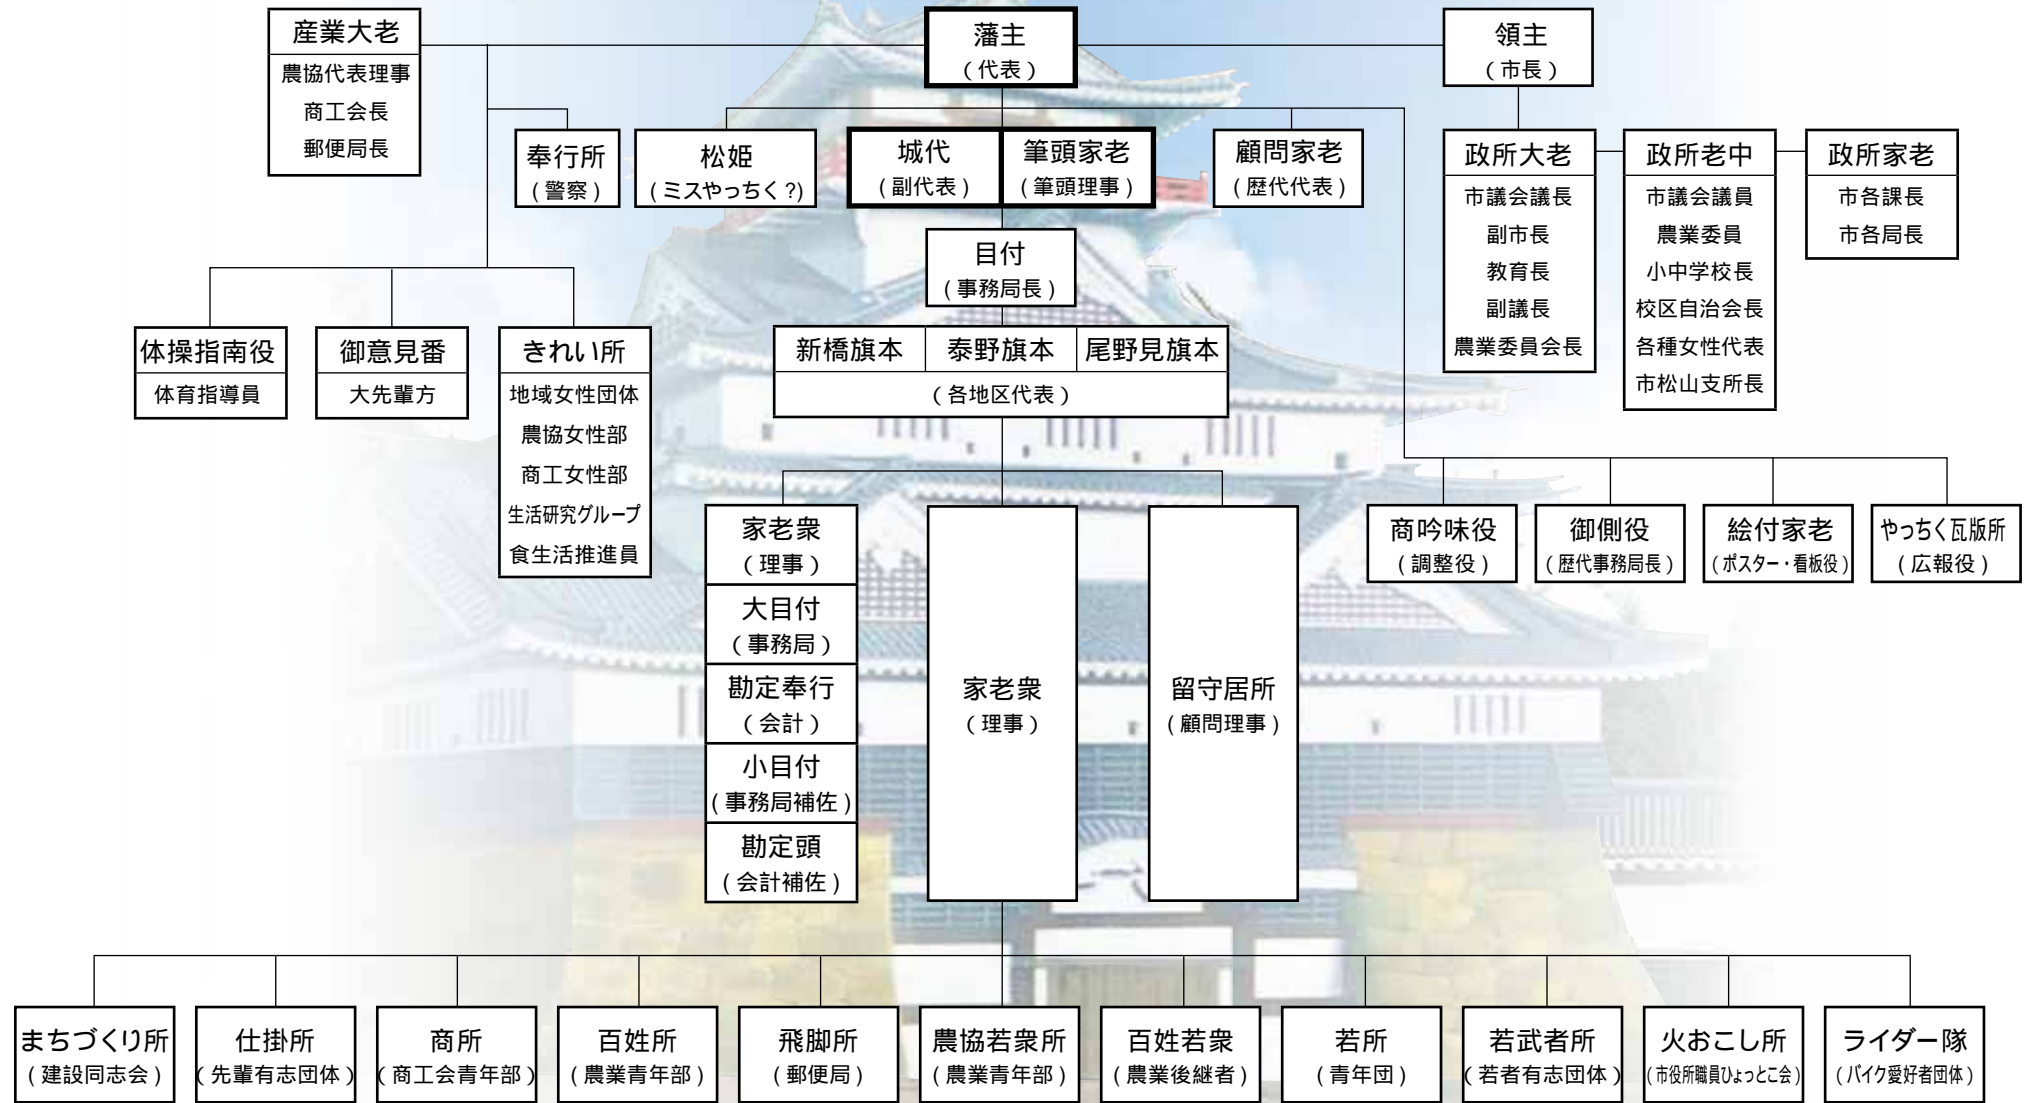 産業大老
農協代表理事
商工会長
郵便局長
藩主
（代表）
領主
（市長）
奉行所
（警察）
松姫
（ミスやっちく？）
城代
（副代表）
筆頭家老
（筆頭理事）
顧問家老
（歴代代表）
政所大老
市議会議長
副市長
教育長
副議長
農業委員会長
政所老中
市議会議員
農業委員
小中学校長
校区自治会長
各種女性代表
市松山支所長
政所家老
市各課長
市各局長
目付
（事務局長）
体操指南役
体育指導員
御意見番
大先輩方
きれい所
地域女性団体
農協女性部
商工女性部
生活研究グループ
食生活推進員
新橋旗本
泰野旗本
尾野見旗本
（各地区代表）
商吟味役
（調整役）
御側役
（歴代事務局長）
絵付家老
（ポスター・看板役）
やっちく瓦版所
（広報役）
家老衆
（理事）
大目付
（事務局）
勘定奉行
（会計）
小目付
（事務局補佐）
勘定頭
（会計補佐）
家老衆
（理事）
留守居所
（顧問理事）
まちづくり所
（建設同志会）
仕掛所
（先輩有志団体）
商所
（商工会青年部）
百姓所
（農業青年部）
飛脚所
（郵便局）
農協若衆所
（農業青年部）
百姓若衆
（農業後継者）
若所
（青年団）
若武者所
（若者有志団体）
火おこし所
（市役所職員ひょっとこ会）
ライダー隊
（バイク愛好者団体）